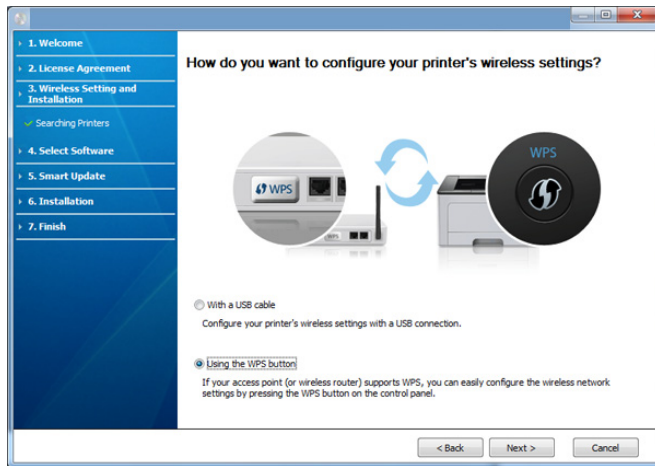 1. Welcome
2. License Agreement
3. Wireless Setting and
Installation
Searching Printers
4. Select Software
5. Smart Update
6. Installation
7. Finish
How do you want to configure your printer's wireless settings?
WPS
WPS
WPS
With a USB cable
Configure your printer's wireless settings with a USB connection.
Using the WPS button
If your access point (or wireless router) supports WPS, you can easily configure the wireless network
settings by pressing the WPS button on the control panel.
< Back
Next >
Cancel